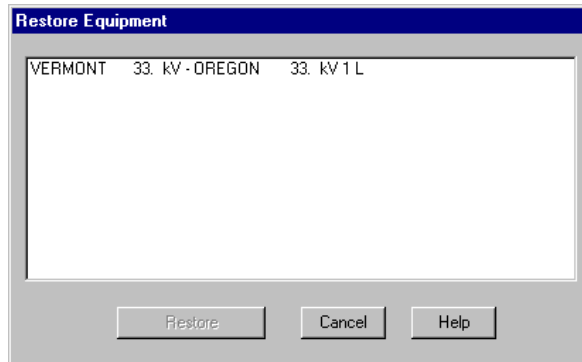 Restore Equipment
VERMONT 33. kV - OREGON 33. kV 1 L
Restore Cancel Help